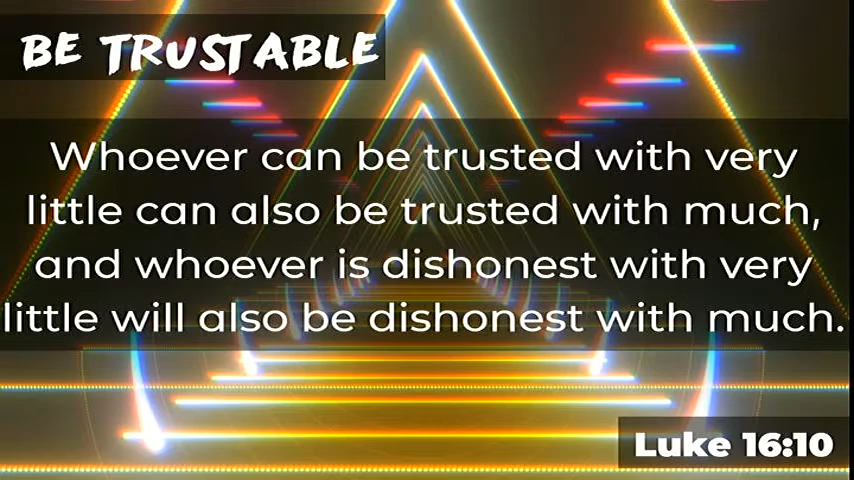 BE TRUSTABLE
Whoever can be trusted with very
little can also be trusted with much,
and whoever is dishonest with very
little will also be dishonest with much.
Luke 16:10